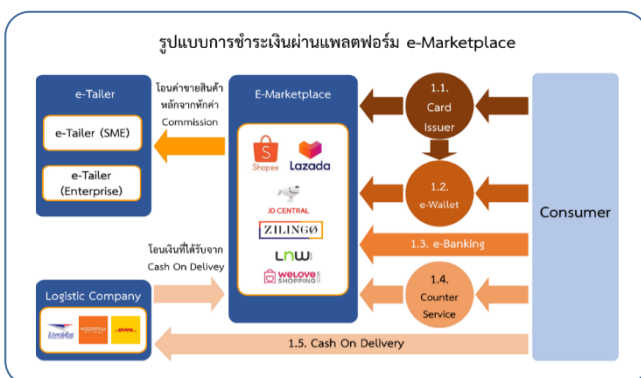 รูปแบบการชำระเงินผ่านแพลตฟอร์ม e-Marketplace
e-Tailer
e-Tailer (SME)
e-Tailer
(Enterprise)
โอนค่าขายสินค้า
หลักจากหักค่า
Commission
E-Marketplace
Shopee
Lazada
JD CENTRAL
ZILINGO
LNW
WELOVE
SHOPPING
1.1.
Card
Issuer
1.2.
e-Wallet
1.3. e-Banking
1.4.
Counter
Service
Consumer
โอนเงินที่ได้รับจาก
Cash On Delivey
Logistic Company
KERRY
DHL
1.5. Cash On Delivery